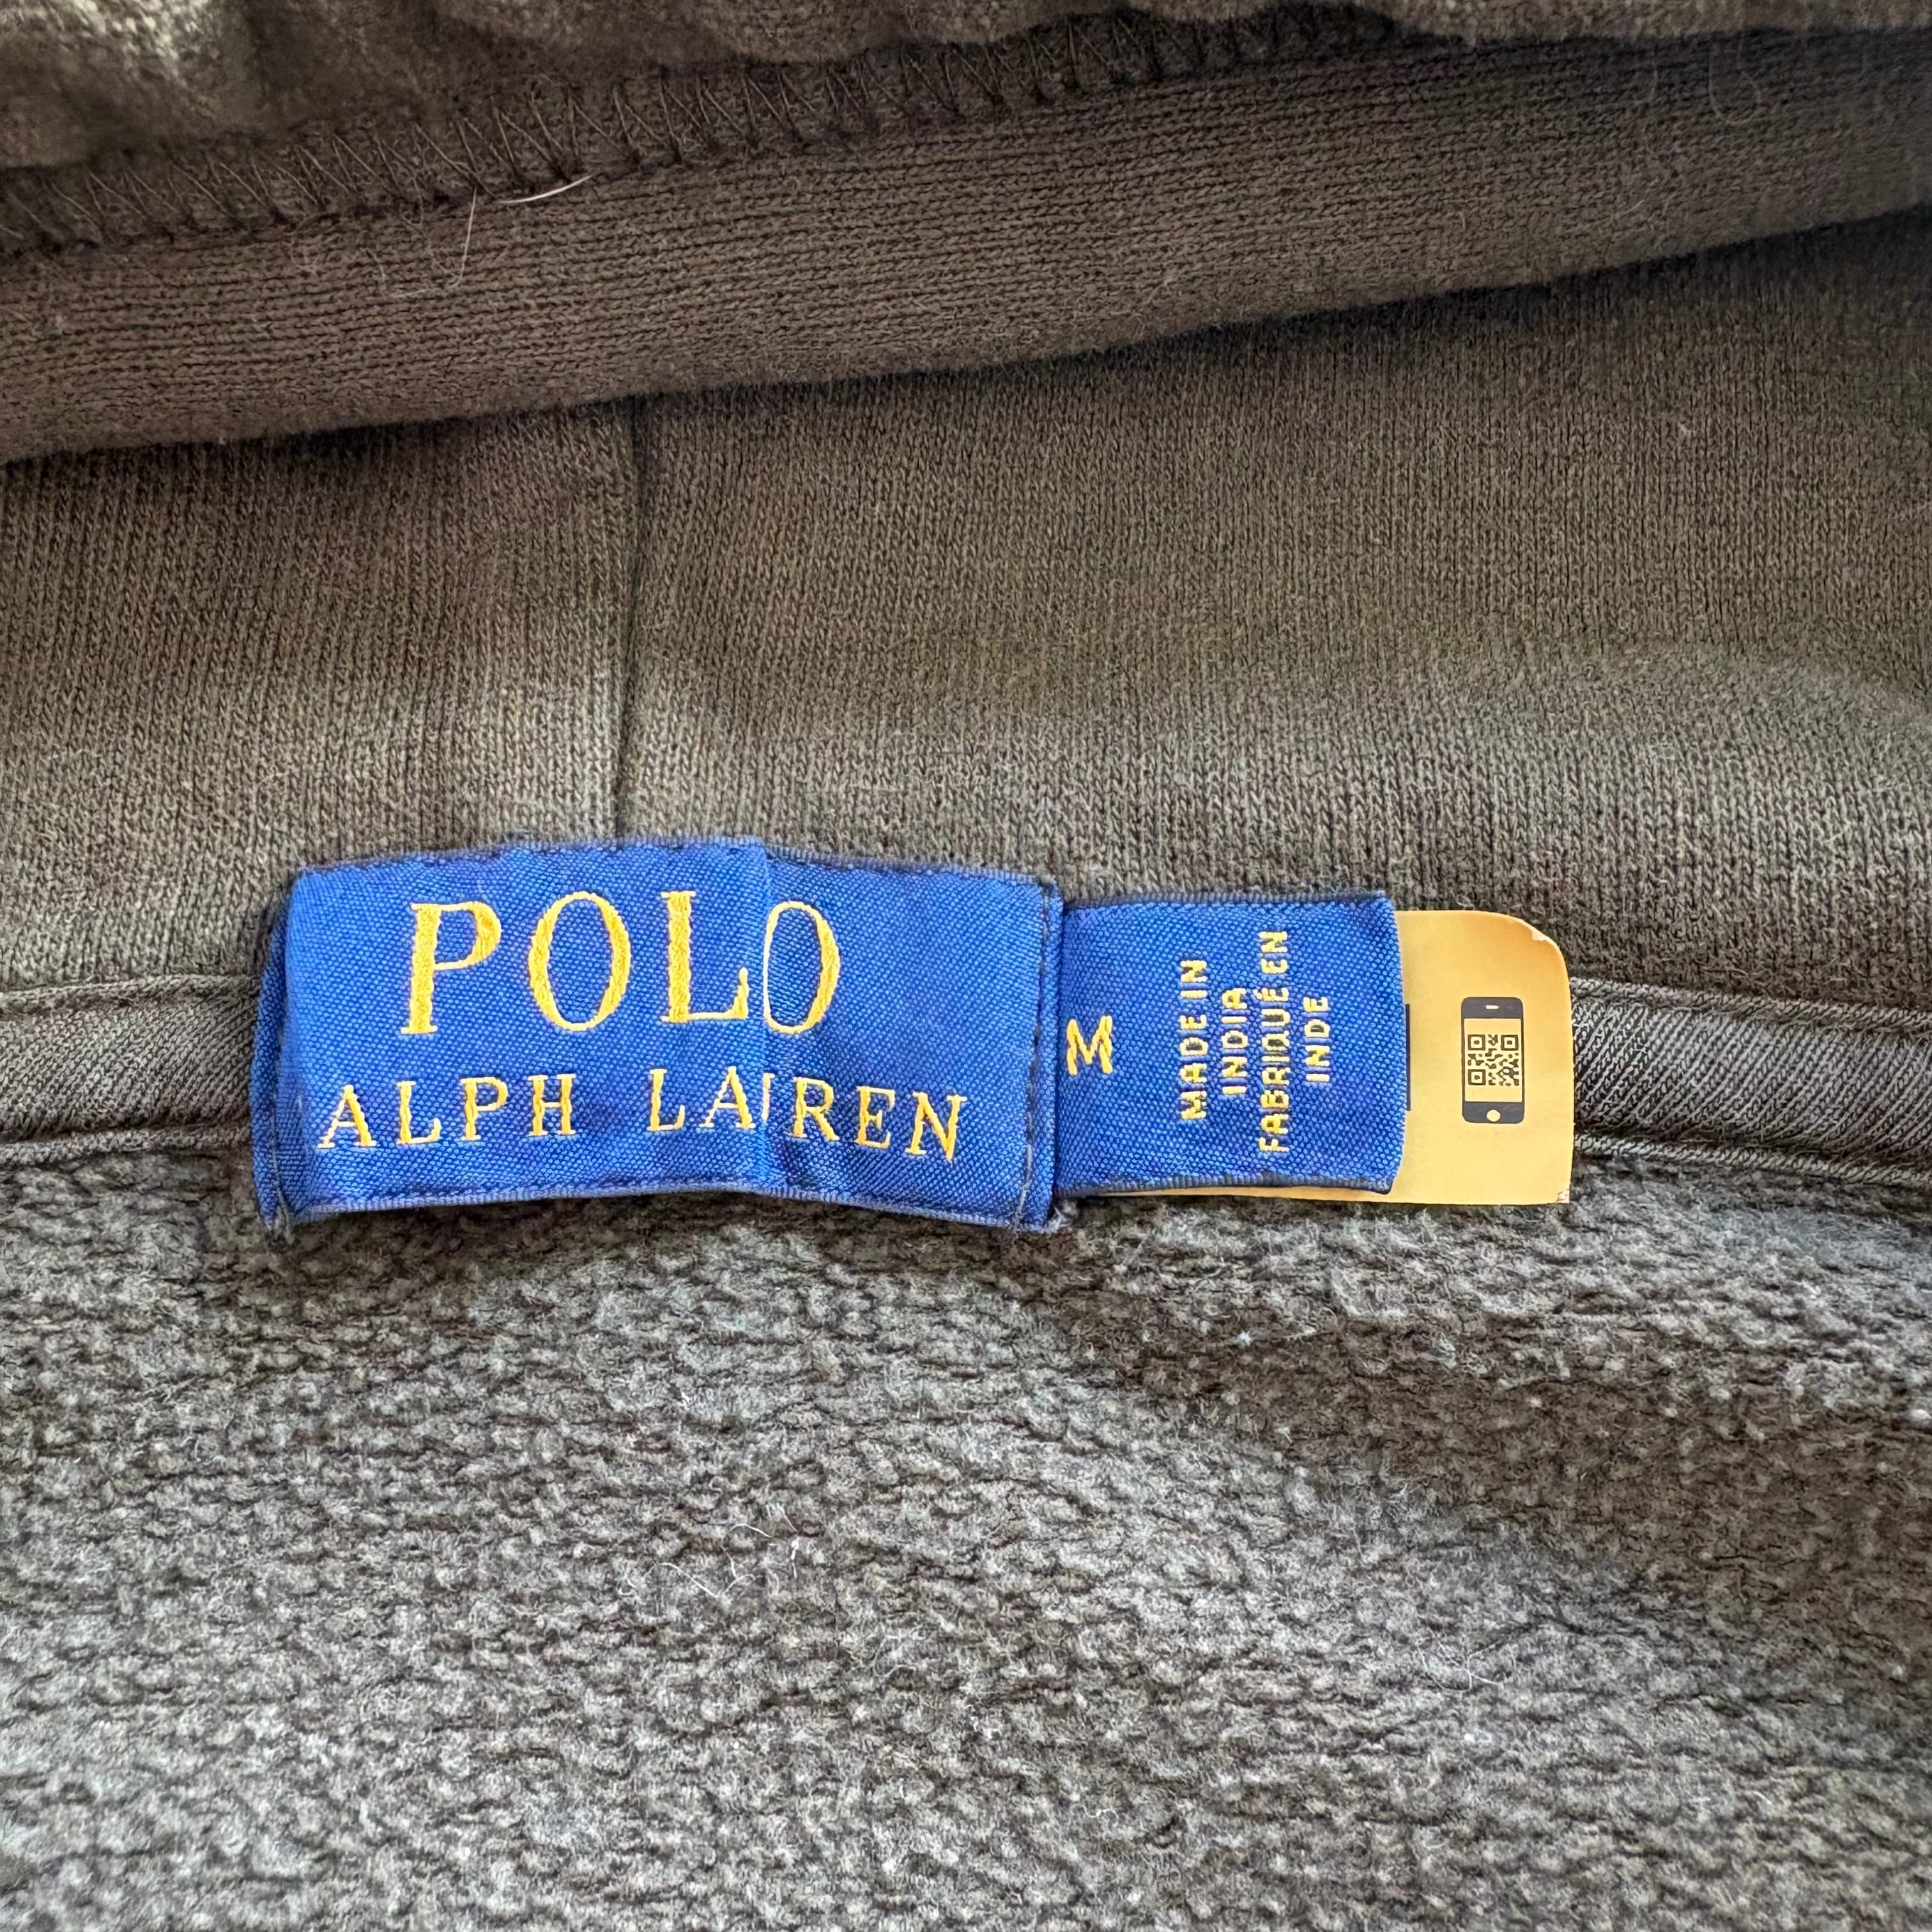 POLO
ALPH LAUREN
M
MADE IN
INDIA
FABRIQUÉ EN
INDE